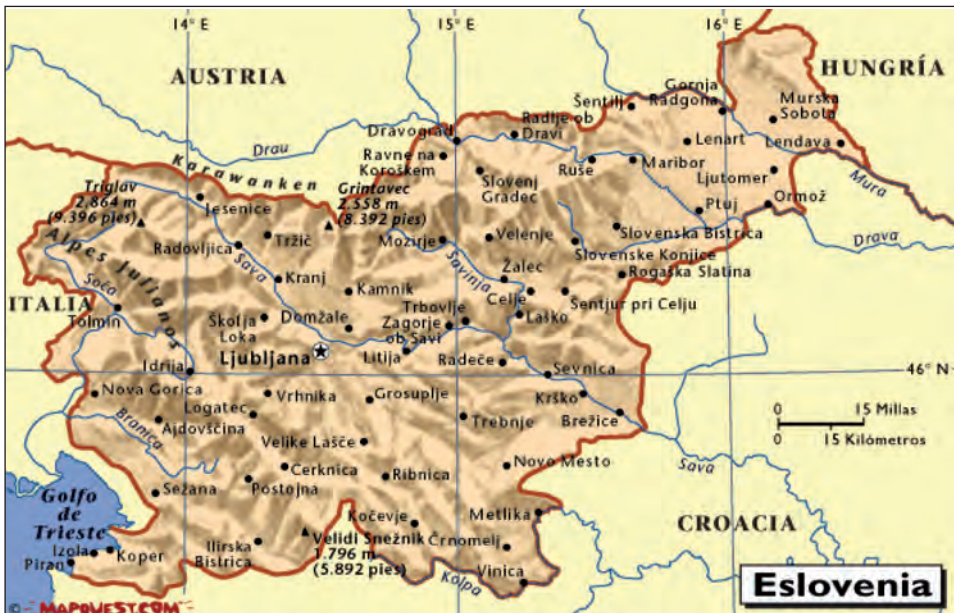 14° E
15° E
16° E
AUSTRIA
HUNGRÍA
Šentilj
Gornja
Radgona
Murska
Sobota
Radlje ob
Dravi
Dravograd
Lenart
Lendava
Drau
Ravne na
Koroškem
Ruše
Maribor
Ljutomer
Mura
Karawanken
Slovenj
Gradec
Triglav
2.864 m
(9.396 pies)
Grintavec
2.558 m
(8.392 pies)
Jesenice
Ptuj
Ormož
Alpes Julianos
Radovljica
Tržič
Mozirje
Velenje
Slovenska Bistrica
Drava
Slovenske Konjice
Sava
Savinja
Žalec
Rogaška Slatina
Kranj
Kamnik
Soča
ITALIA
Tolmin
Celje
Šentjur pri Celju
Trbovlje
Laško
Školja
Loka
Domžale
Zagorje
ob Savi
Ljubljana
Litija
Radeče
Idrija
Sevnica
46° N
Nova Gorica
Vrhnika
Grosuplje
Krško
Logatec
Branica
Ajdovščina
Trebnje
Brežice
0 15 Millas
0 15 Kilómetros
Velike Lašče
Cerknica
Ribnica
Novo Mesto
Sava
Sežana
Postojna
Golfo
de
Trieste
Kočevje
Metlika
CROACIA
Izola
Koper
Piran
Ilirska
Bistrica
Velidi Snežnik
1.796 m
(5.892 pies)
Črnomelj
Kolpa
Vinica
Eslovenia
© MAPQUEST.COM